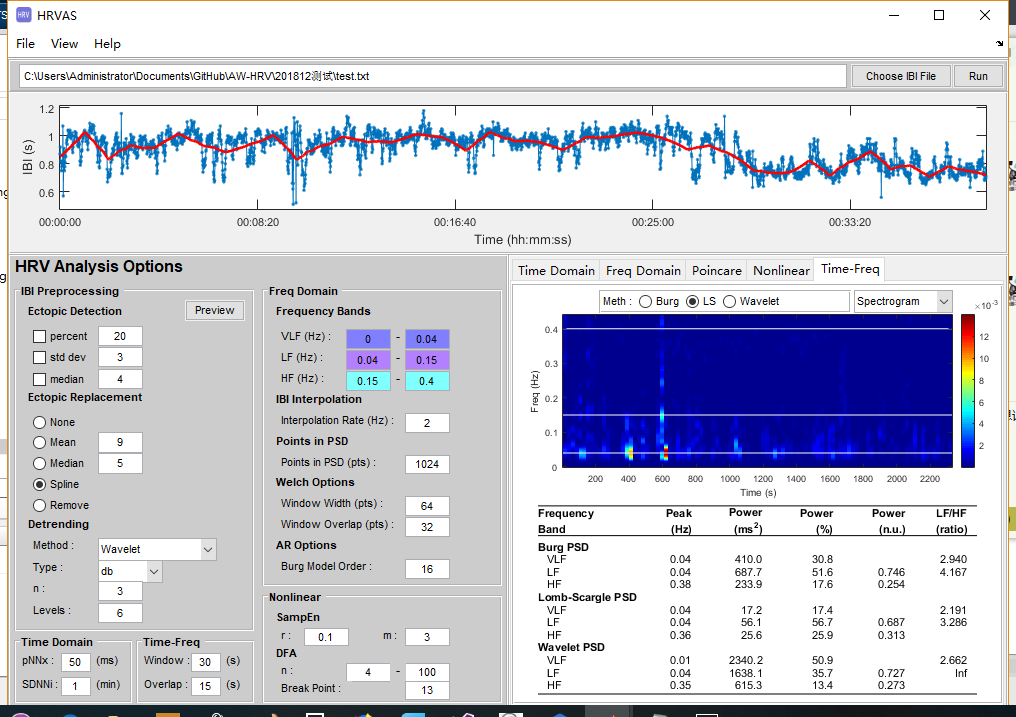 HRV HRVAS
File View Help
C:\Users\Administrator\Documents\GitHub\AW-HRV\201812测试\test.txt Choose IBI File Run
1.2
1
0.8
0.6
IBI (s)
00:00:00 00:08:20 00:16:40 00:25:00 00:33:20
Time (hh:mm:ss)
HRV Analysis Options
IBI Preprocessing
Ectopic Detection Preview
percent 20
std dev 3
median 4
Ectopic Replacement
None
Mean 9
Median 5
Spline
Remove
Detrending
Method : Wavelet
Type : db
n : 3
Levels : 6
Time Domain
pNNx : 50 (ms)
SDNNi : 1 (min)
Time-Freq
Window : 30 (s)
Overlap : 15 (s)
Freq Domain
Frequency Bands
VLF (Hz) : 0 - 0.04
LF (Hz) : 0.04 - 0.15
HF (Hz) : 0.15 - 0.4
IBI Interpolation
Interpolation Rate (Hz) : 2
Points in PSD
Points in PSD (pts) : 1024
Welch Options
Window Width (pts) : 64
Window Overlap (pts) : 32
AR Options
Burg Model Order : 16
Nonlinear
SampEn
r : 0.1 m : 3
DFA
n : 4 - 100
Break Point : 13
Time Domain Freq Domain Poincare Nonlinear Time-Freq
Meth : Burg LS Wavelet Spectrogram
×10⁻³
0.4
0.3
0.2
0.1
0
Freq (Hz)
12
10
8
6
4
2
200 400 600 800 1000 1200 1400 1600 1800 2000 2200
Time (s)
Frequency Peak Power Power Power LF/HF
Band (Hz) (ms²) (%) (n.u.) (ratio)
Burg PSD
VLF 0.04 410.0 30.8 2.940
LF 0.04 687.7 51.6 0.746 4.167
HF 0.38 233.9 17.6 0.254
Lomb-Scargle PSD
VLF 0.04 17.2 17.4 2.191
LF 0.04 56.1 56.7 0.687 3.286
HF 0.36 25.6 25.9 0.313
Wavelet PSD
VLF 0.01 2340.2 50.9 2.662
LF 0.04 1638.1 35.7 0.727 Inf
HF 0.35 615.3 13.4 0.273